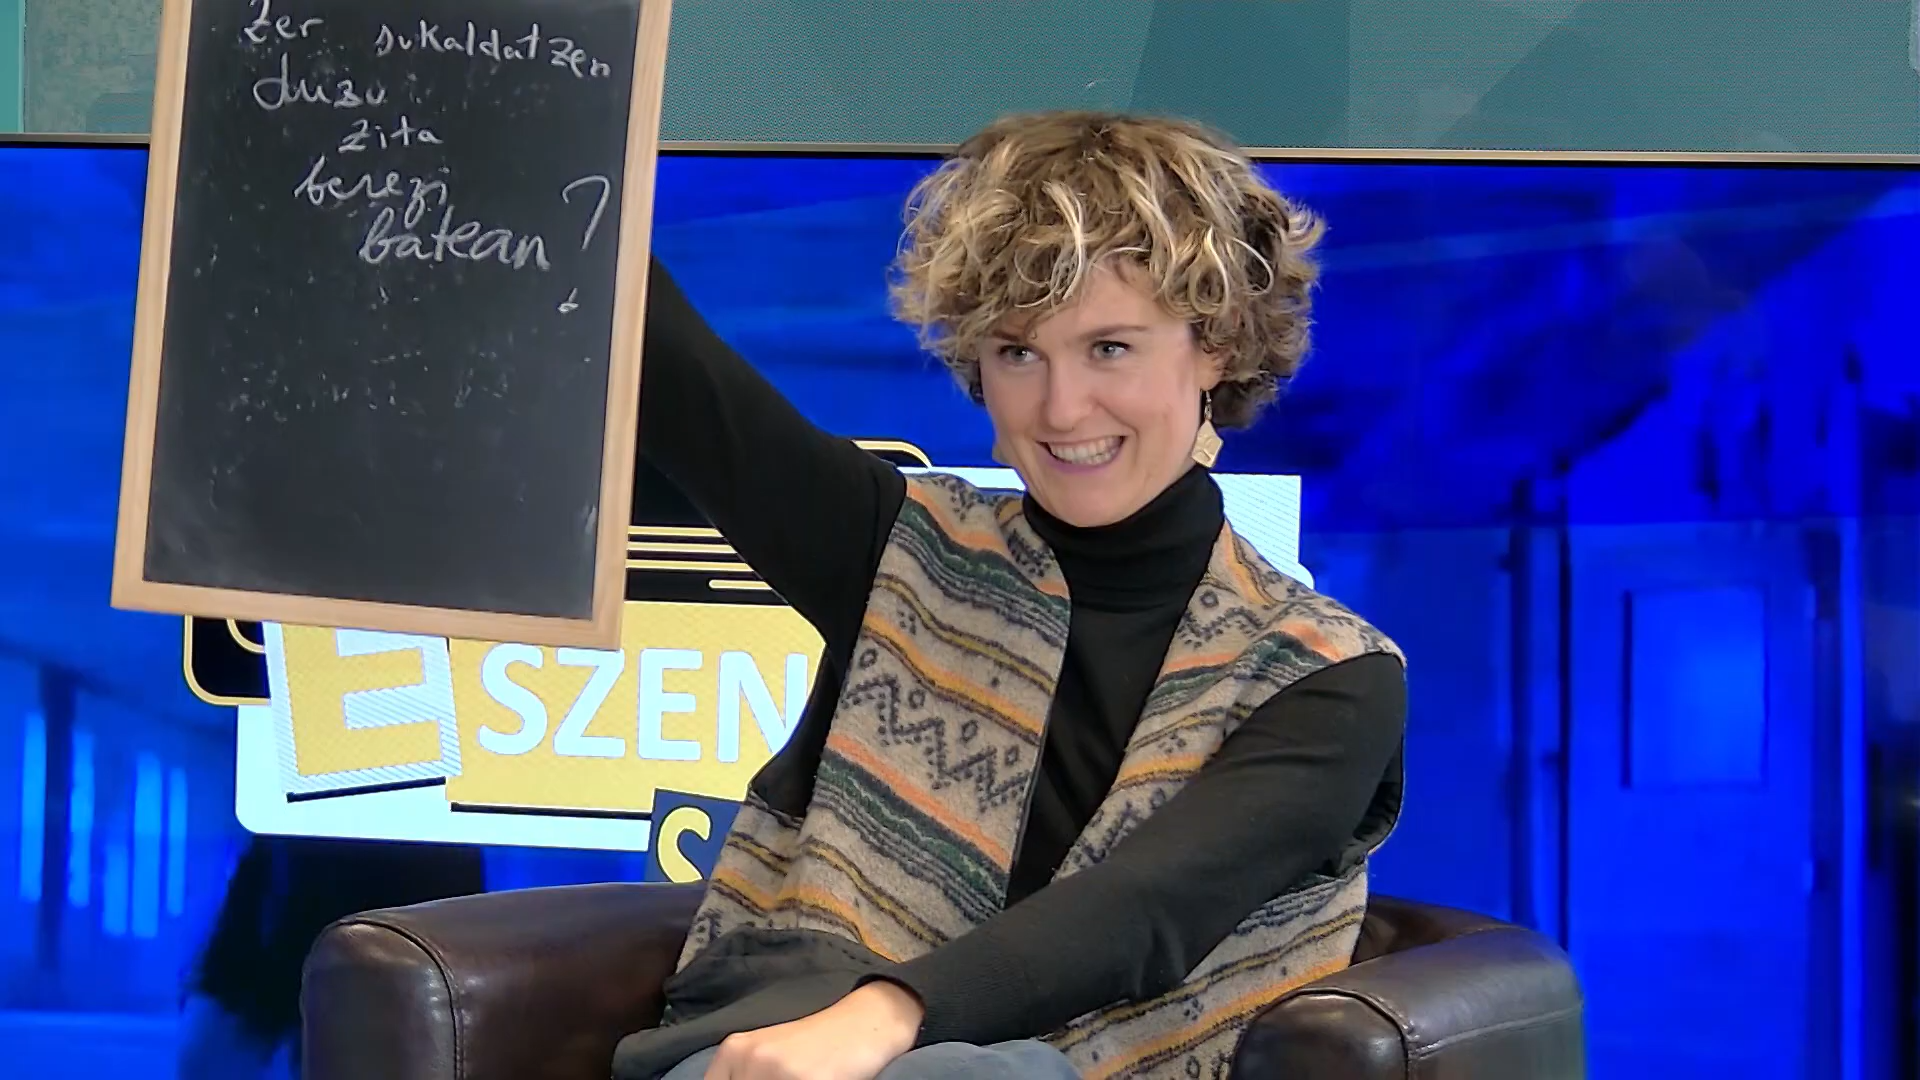 Zer sukaldatzen
duzu
zita
berezi
batean ?
ESZEN
S